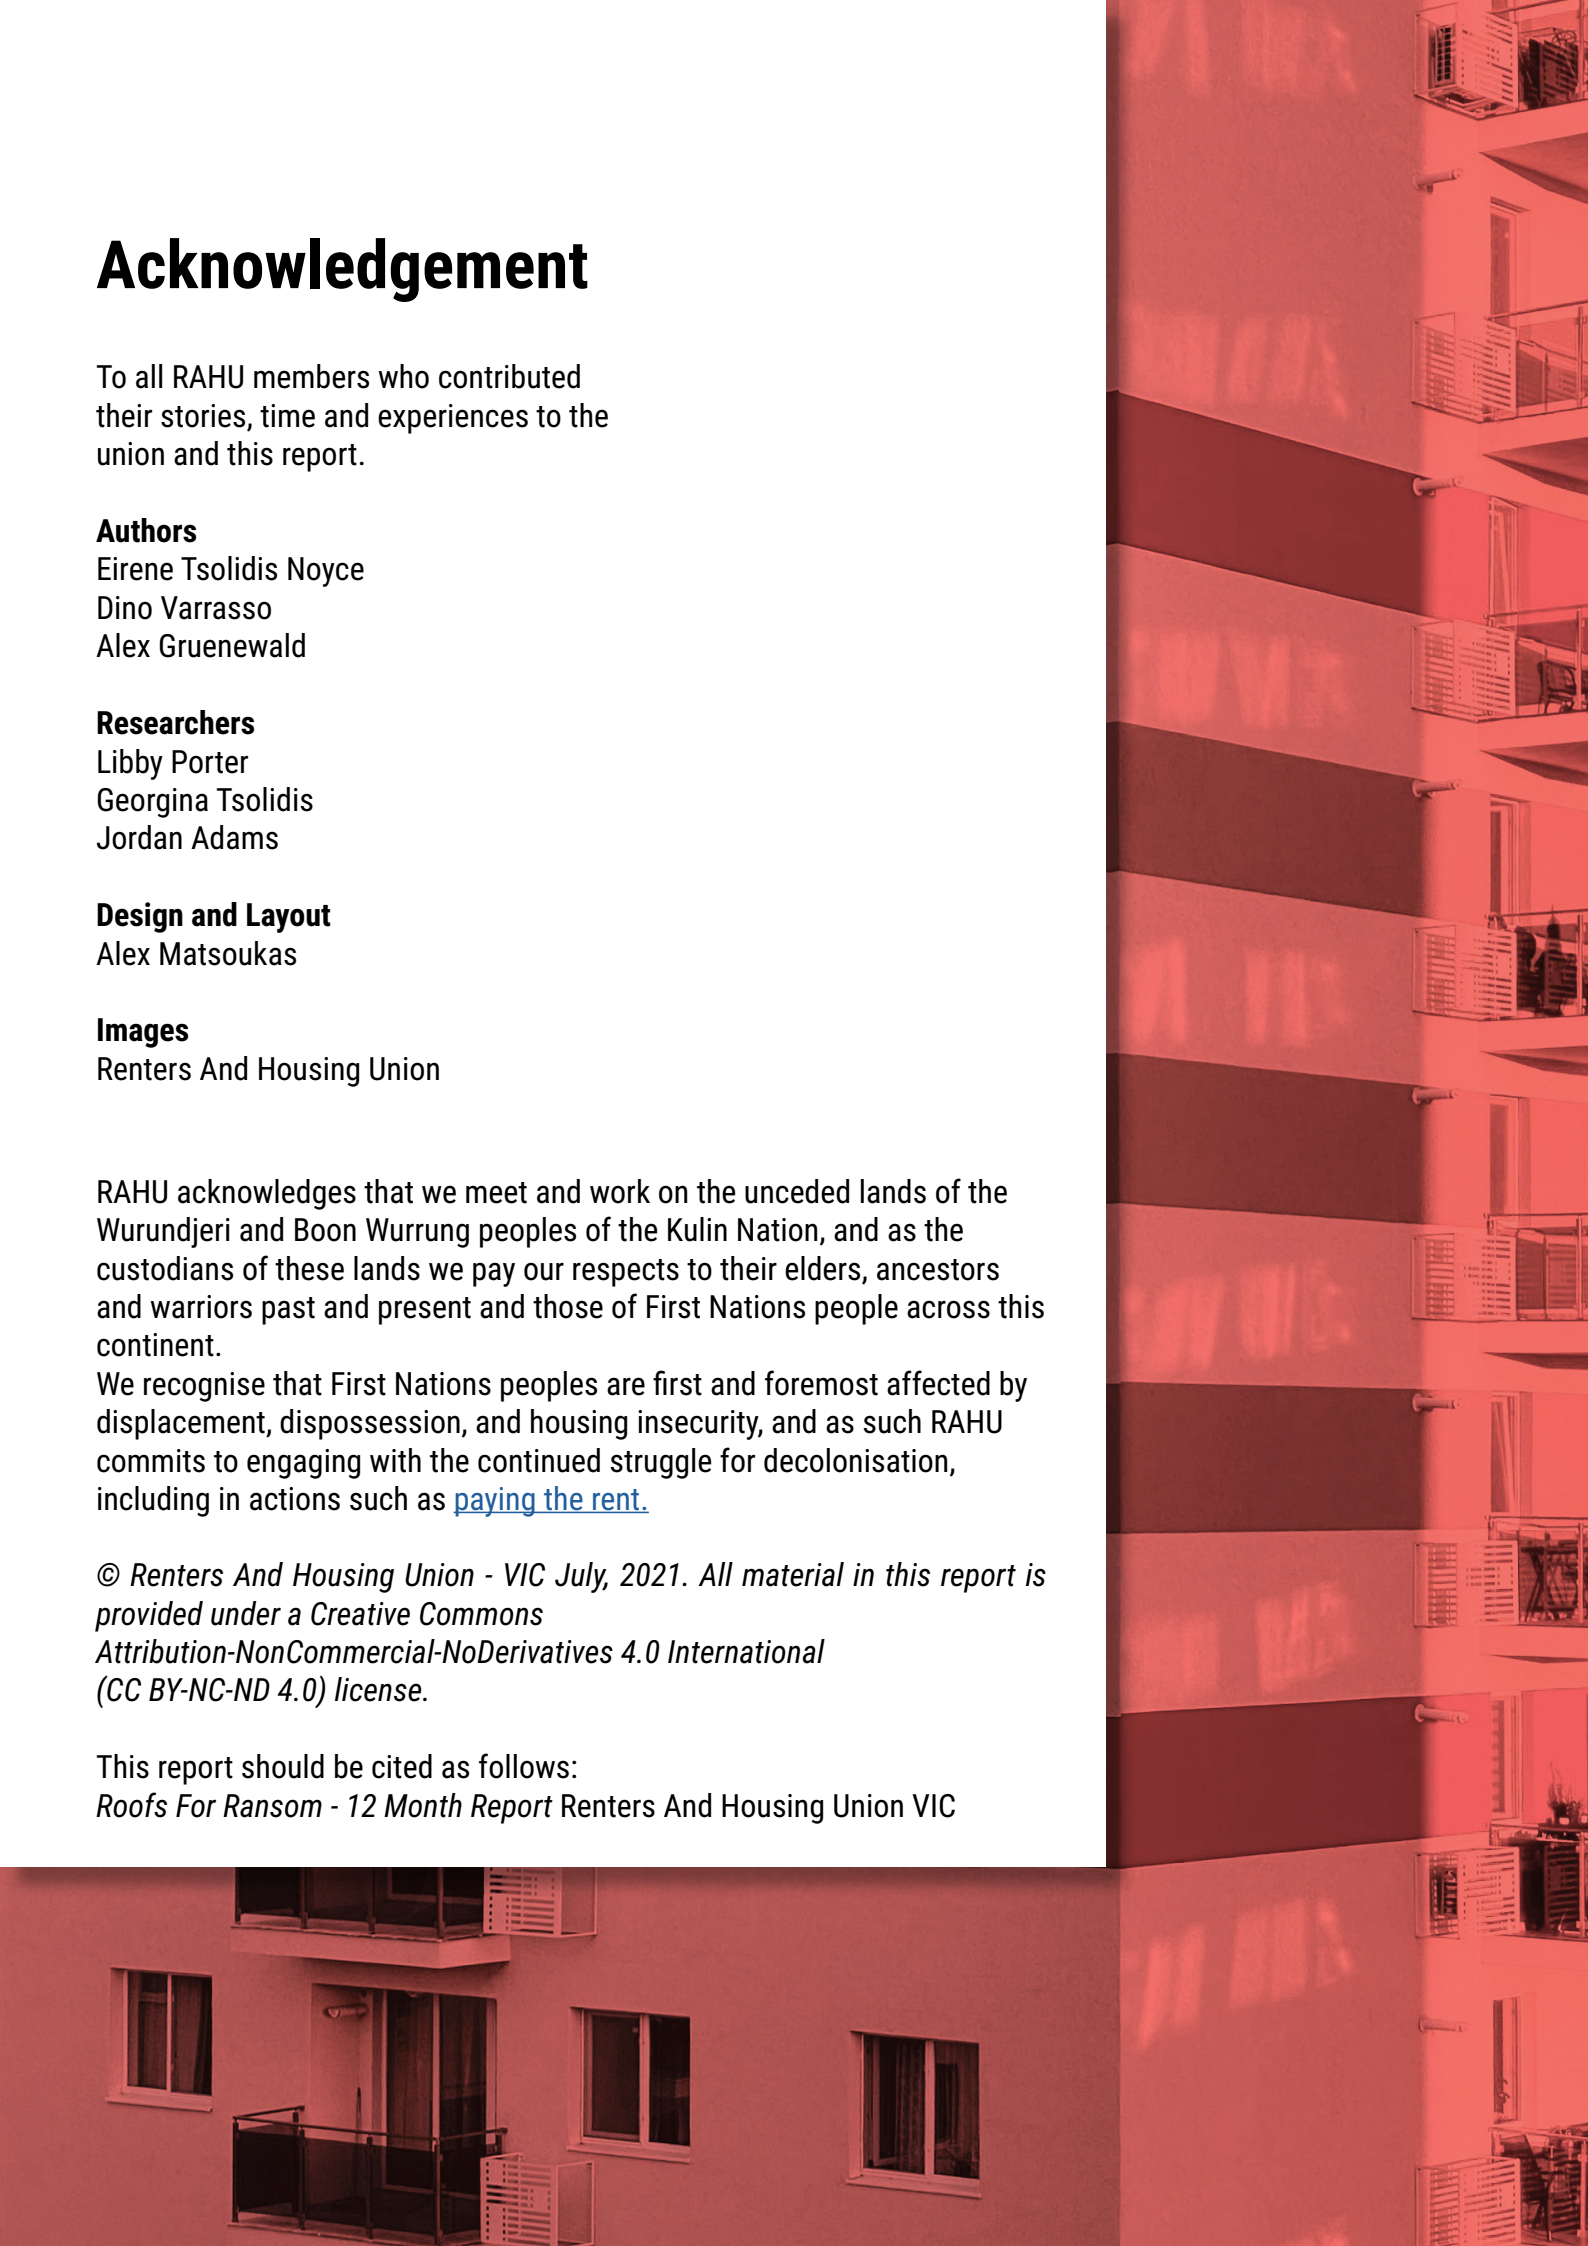 Acknowledgement
To all RAHU members who contributed
their stories, time and experiences to the
union and this report.
Authors
Eirene Tsolidis Noyce
Dino Varrasso
Alex Gruenewald
Researchers
Libby Porter
Georgina Tsolidis
Jordan Adams
Design and Layout
Alex Matsoukas
Images
Renters And Housing Union
RAHU acknowledges that we meet and work on the unceded lands of the
Wurundjeri and Boon Wurrung peoples of the Kulin Nation, and as the
custodians of these lands we pay our respects to their elders, ancestors
and warriors past and present and those of First Nations people across this
continent.
We recognise that First Nations peoples are first and foremost affected by
displacement, dispossession, and housing insecurity, and as such RAHU
commits to engaging with the continued struggle for decolonisation,
including in actions such as paying the rent.
© Renters And Housing Union - VIC July, 2021. All material in this report is
provided under a Creative Commons
Attribution-NonCommercial-NoDerivatives 4.0 International
(CC BY-NC-ND 4.0) license.
This report should be cited as follows:
Roofs For Ransom - 12 Month Report Renters And Housing Union VIC